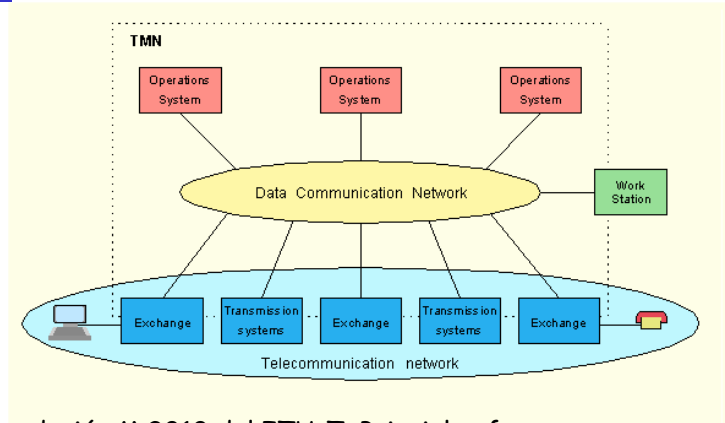 TMN
Operations
System
Operations
System
Operations
System
Data Communication Network
Work
Station
Exchange
Transmission
systems
Exchange
Transmission
systems
Exchange
Telecommunication network